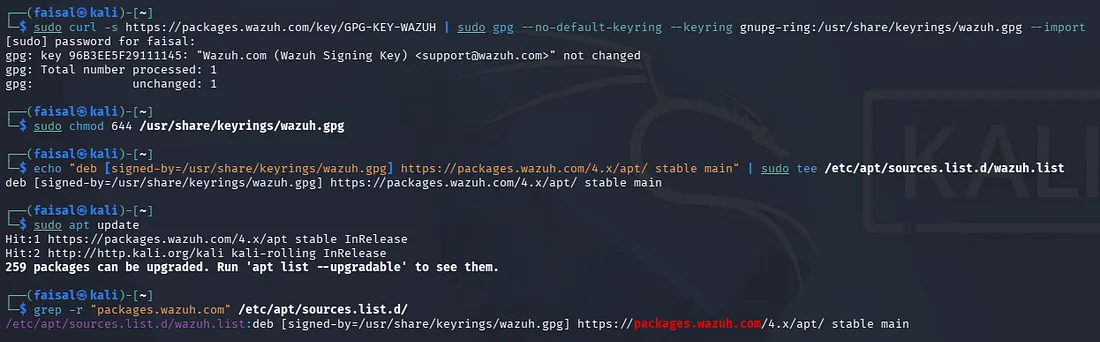 ┌──(faisal㉿kali)-[~]
└─$ sudo curl -s https://packages.wazuh.com/key/GPG-KEY-WAZUH | sudo gpg --no-default-keyring --keyring gnupg-ring:/usr/share/keyrings/wazuh.gpg --import
[sudo] password for faisal:
gpg: key 96B3EE5F29111145: "Wazuh.com (Wazuh Signing Key) <support@wazuh.com>" not changed
gpg: Total number processed: 1
gpg:              unchanged: 1
┌──(faisal㉿kali)-[~]
└─$ sudo chmod 644 /usr/share/keyrings/wazuh.gpg
┌──(faisal㉿kali)-[~]
└─$ echo "deb [signed-by=/usr/share/keyrings/wazuh.gpg] https://packages.wazuh.com/4.x/apt/ stable main" | sudo tee /etc/apt/sources.list.d/wazuh.list
deb [signed-by=/usr/share/keyrings/wazuh.gpg] https://packages.wazuh.com/4.x/apt/ stable main
┌──(faisal㉿kali)-[~]
└─$ sudo apt update
Hit:1 https://packages.wazuh.com/4.x/apt stable InRelease
Hit:2 http://http.kali.org/kali kali-rolling InRelease
259 packages can be upgraded. Run 'apt list --upgradable' to see them.
┌──(faisal㉿kali)-[~]
└─$ grep -r "packages.wazuh.com" /etc/apt/sources.list.d/
/etc/apt/sources.list.d/wazuh.list:deb [signed-by=/usr/share/keyrings/wazuh.gpg] https://packages.wazuh.com/4.x/apt/ stable main
KALI